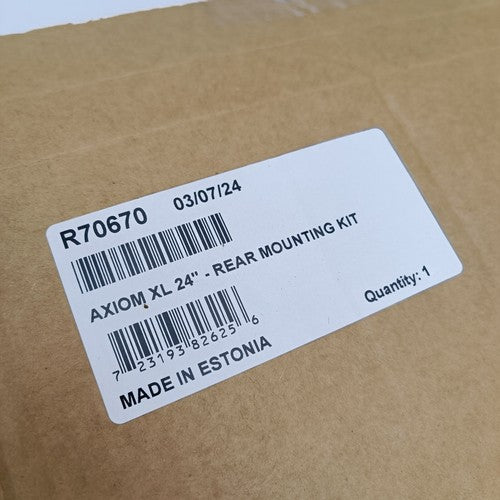 R70670 03/07/24
AXIOM XL 24" - REAR MOUNTING KIT
Quantity: 1
7 23193 82625 6
MADE IN ESTONIA